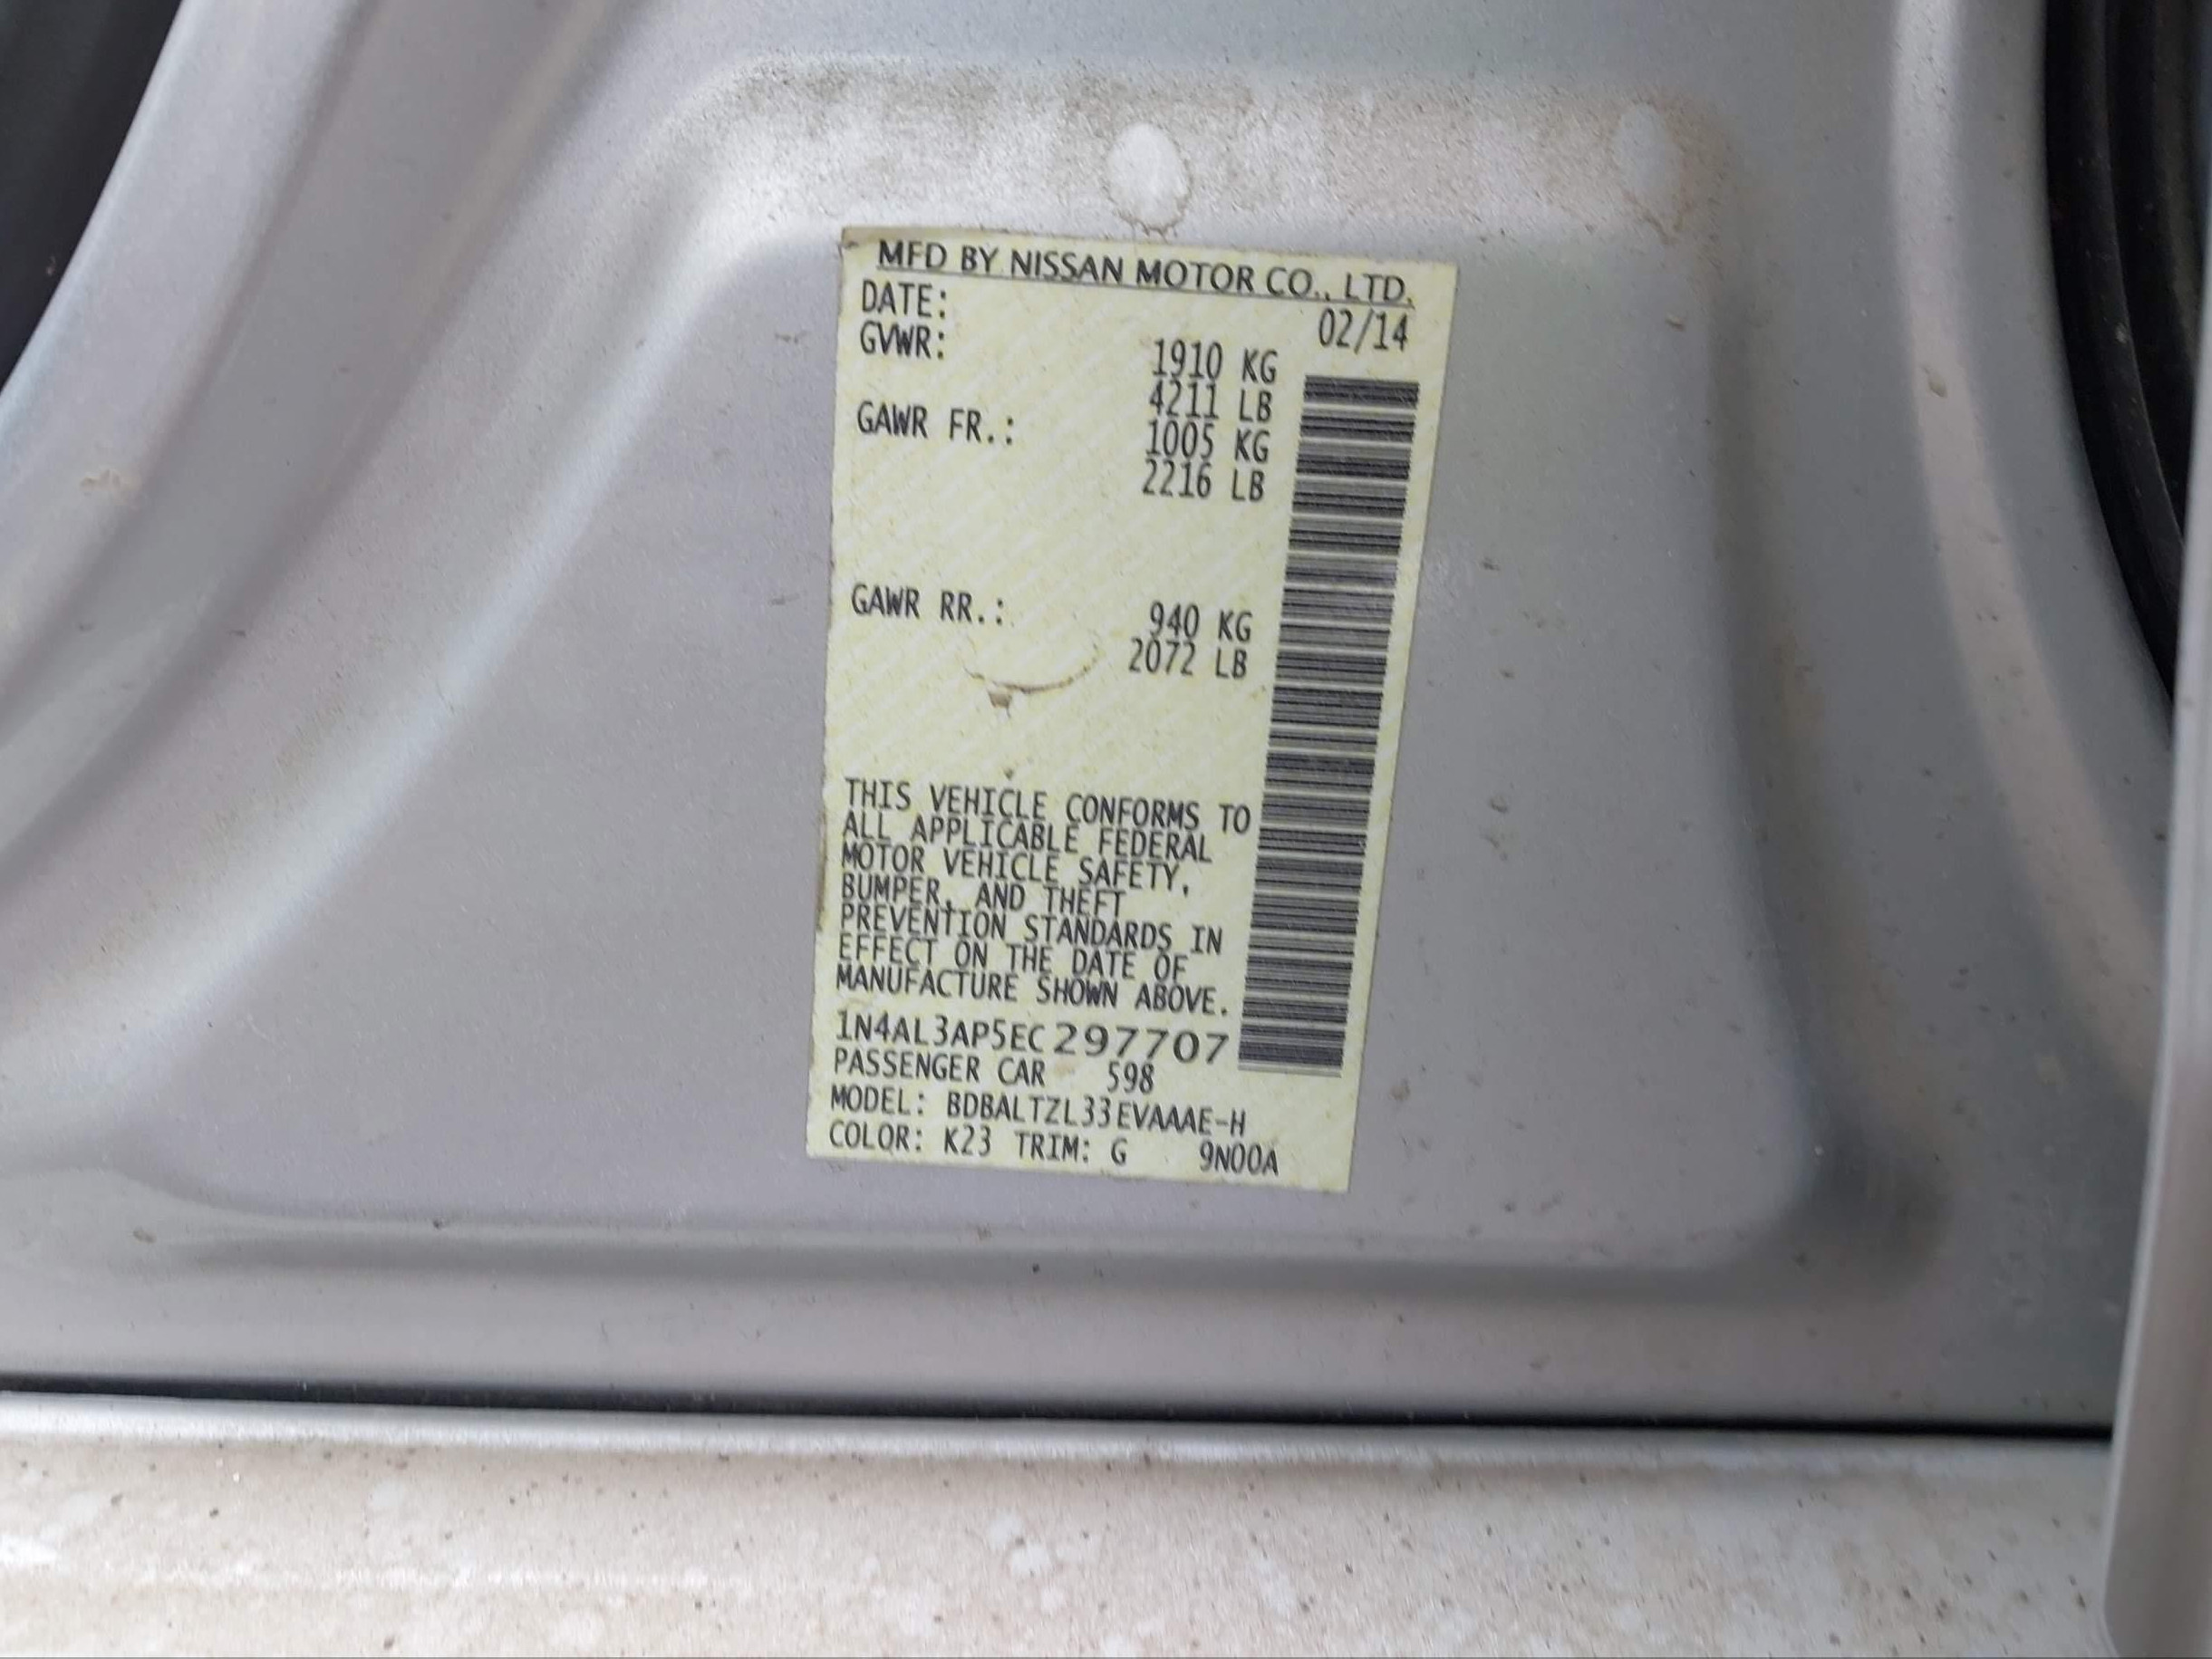 MFD BY NISSAN MOTOR CO., LTD.
DATE: 02/14
GVWR: 1910 KG
4211 LB
GAWR FR.: 1005 KG
2216 LB
GAWR RR.: 940 KG
2072 LB
THIS VEHICLE CONFORMS TO
ALL APPLICABLE FEDERAL
MOTOR VEHICLE SAFETY,
BUMPER, AND THEFT
PREVENTION STANDARDS IN
EFFECT ON THE DATE OF
MANUFACTURE SHOWN ABOVE.
1N4AL3AP5EC297707
PASSENGER CAR 598
MODEL: BDBALTZL33EVAAAE-H
COLOR: K23 TRIM: G 9N00A